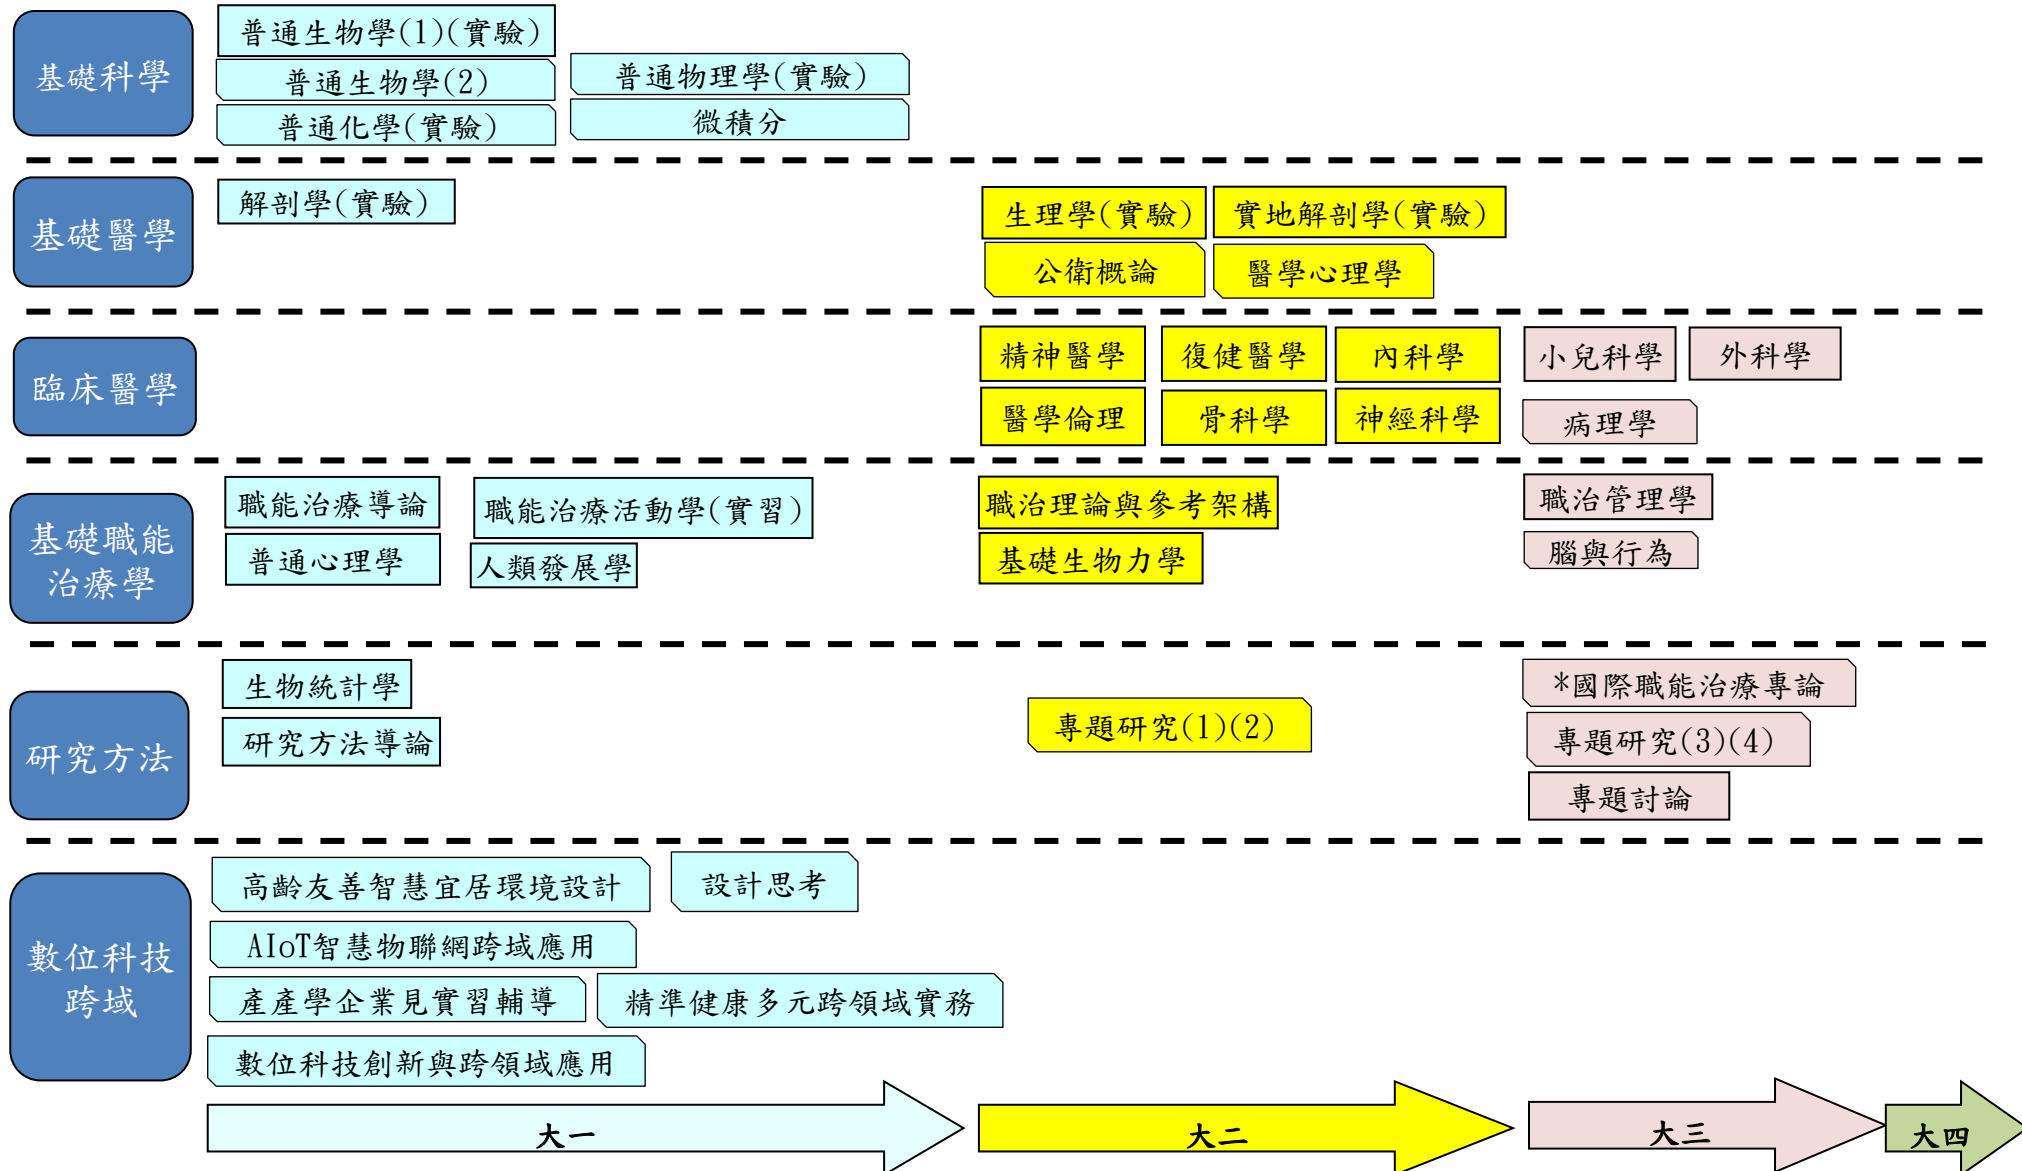 基礎科學
普通生物學(1)(實驗)
普通生物學(2)
普通物理學(實驗)
普通化學(實驗)
微積分
基礎醫學
解剖學(實驗)
生理學(實驗)
實地解剖學(實驗)
公衛概論
醫學心理學
臨床醫學
精神醫學
復健醫學
內科學
小兒科學
外科學
醫學倫理
骨科學
神經科學
病理學
基礎職能
治療學
職能治療導論
職能治療活動學(實習)
職治理論與參考架構
職治管理學
普通心理學
人類發展學
基礎生物力學
腦與行為
研究方法
生物統計學
研究方法導論
專題研究(1)(2)
*國際職能治療專論
專題研究(3)(4)
專題討論
數位科技
跨域
高齡友善智慧宜居環境設計
設計思考
AIoT智慧物聯網跨域應用
產產學企業見實習輔導
精準健康多元跨領域實務
數位科技創新與跨領域應用
大一
大二
大三
大四